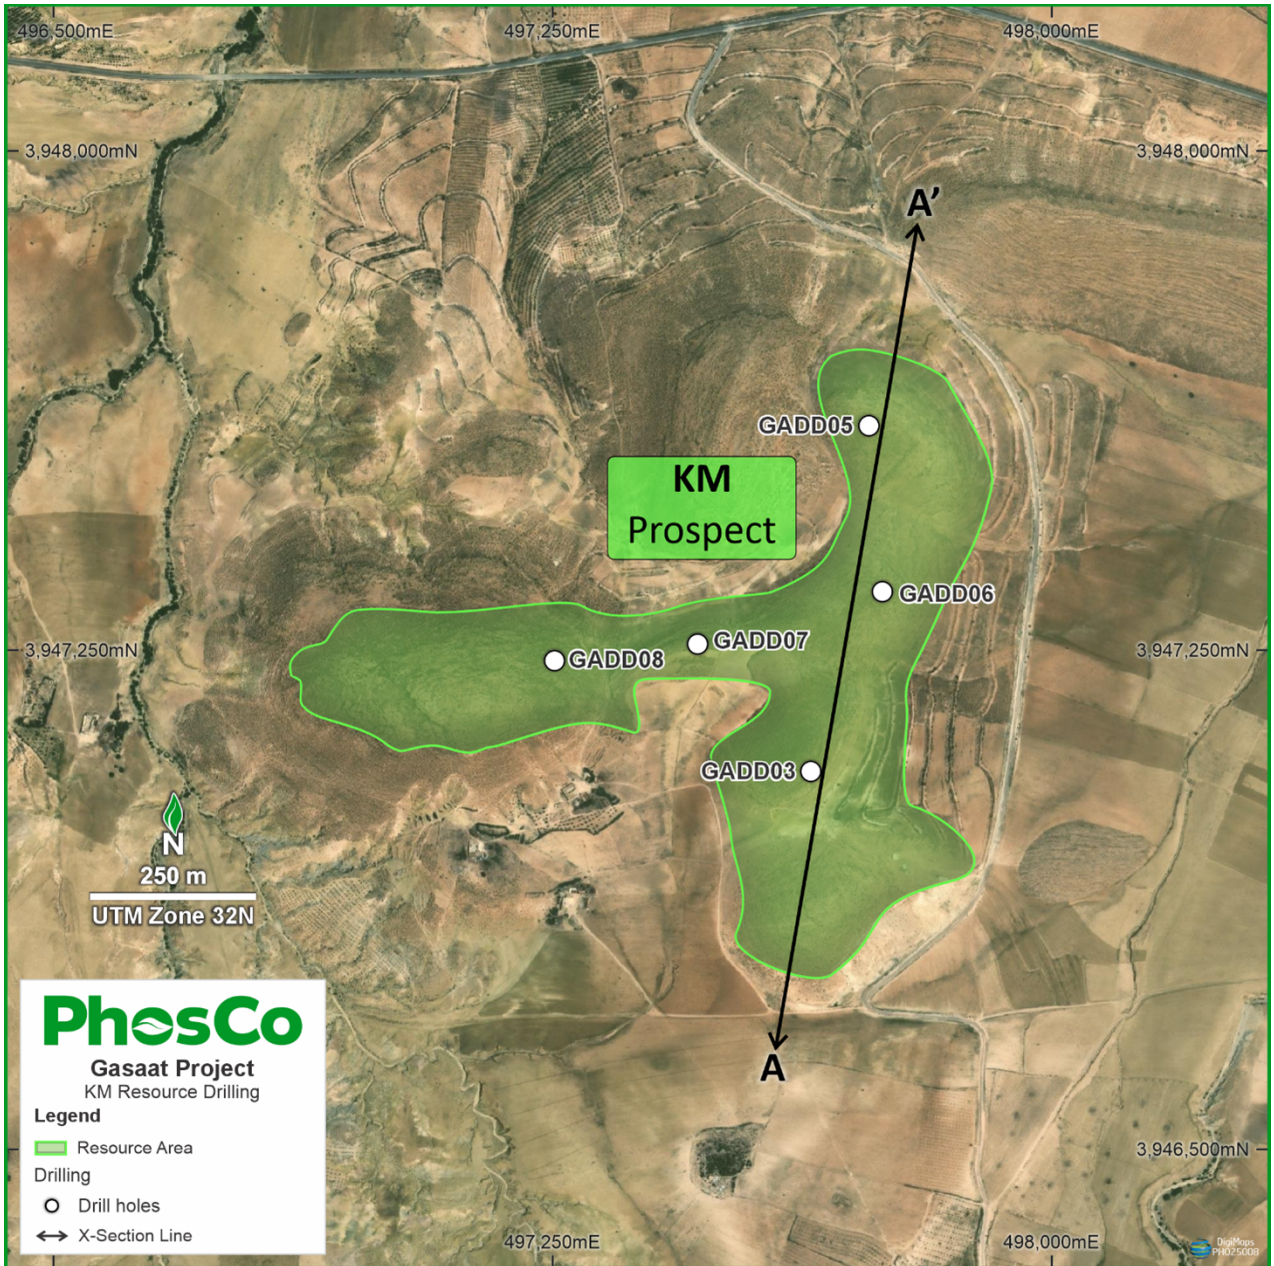 496,500mE
497,250mE
498,000mE
3,948,000mN
3,948,000mN
A’
GADD05
KM
Prospect
GADD06
GADD07
3,947,250mN
GADD08
3,947,250mN
GADD03
N
250 m
UTM Zone 32N
A
PhosCo
Gasaat Project
KM Resource Drilling
Legend
Resource Area
Drilling
Drill holes
X-Section Line
3,946,500mN
497,250mE
498,000mE
DigiMaps
PHO25008